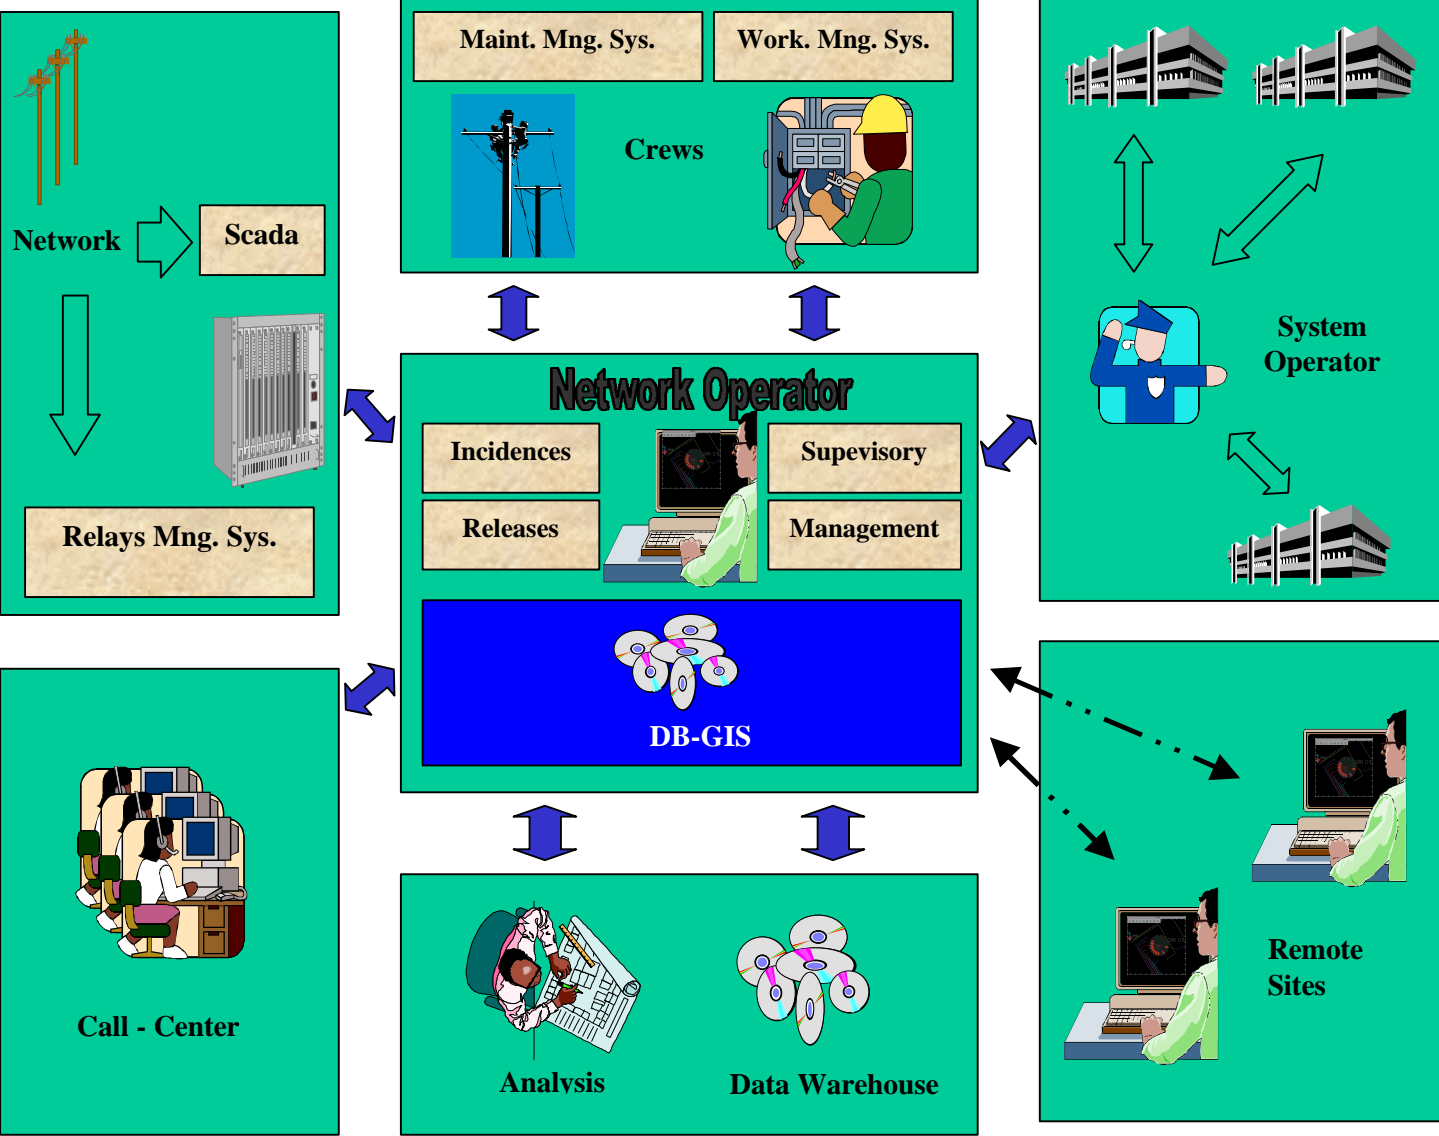 Maint. Mng. Sys.
Work. Mng. Sys.
Crews
Network
Scada
Relays Mng. Sys.
System
Operator
Network Operator
Incidences
Supevisory
Releases
Management
DB-GIS
Call - Center
Analysis
Data Warehouse
Remote
Sites